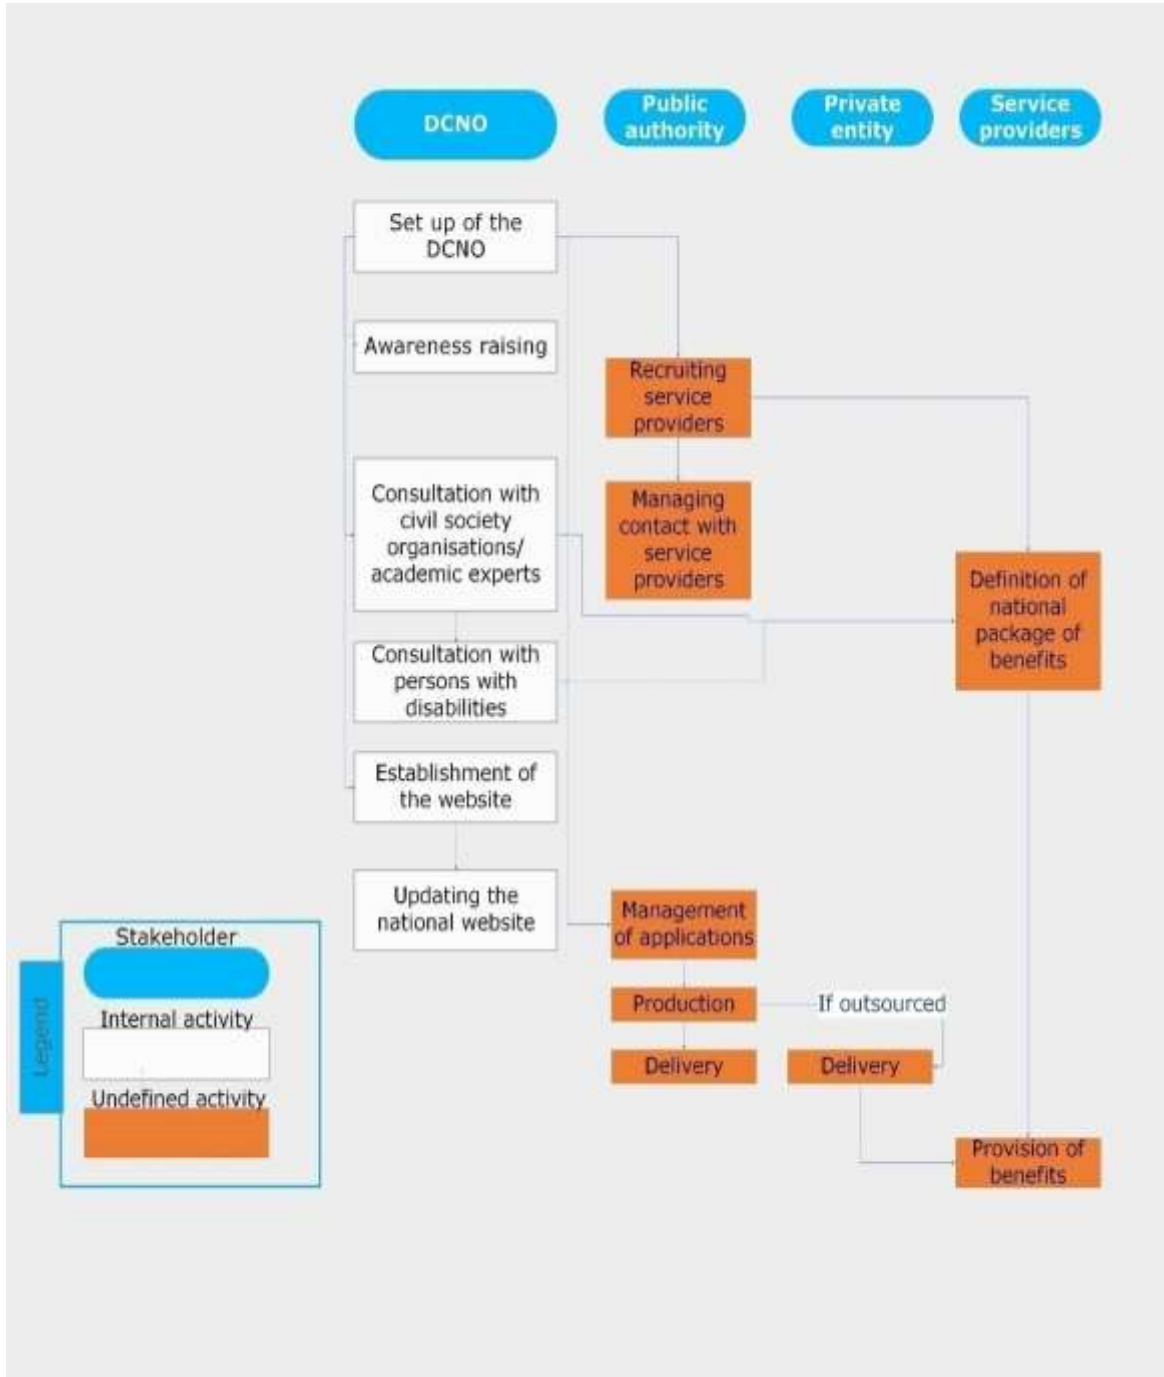 DCNO
Public
authority
Private
entity
Service
providers
Set up of the
DCNO
Awareness raising
Recruiting
service
providers
Consultation with
civil society
organisations/
academic experts
Managing
contact with
service
providers
Definition of
national
package of
benefits
Consultation with
persons with
disabilities
Establishment of
the website
Updating the
national website
Management
of applications
Production
If outsourced
Delivery
Delivery
Provision of
benefits
Legend
Stakeholder
Internal activity
Undefined activity